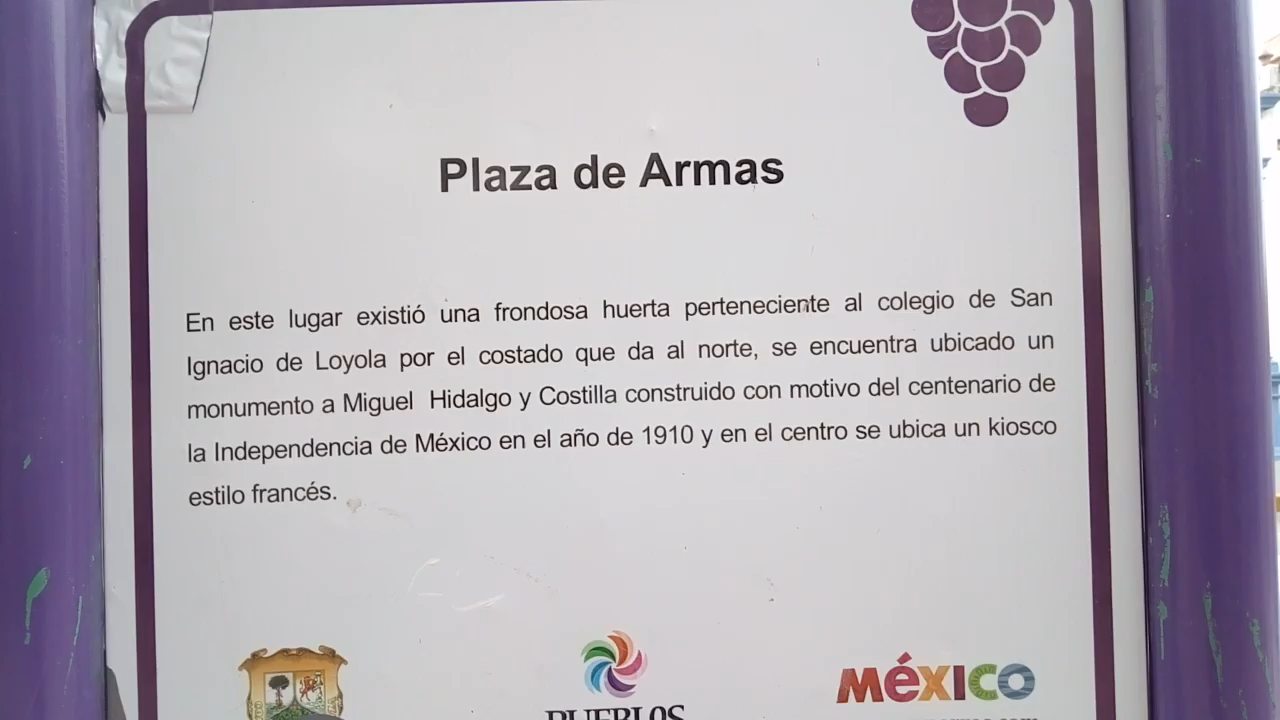 Plaza de Armas
En este lugar existió una frondosa huerta perteneciente al colegio de San
Ignacio de Loyola por el costado que da al norte, se encuentra ubicado un
monumento a Miguel Hidalgo y Costilla construido con motivo del centenario de
la Independencia de México en el año de 1910 y en el centro se ubica un kiosco
estilo francés.
PUEBLOS
MéXICO